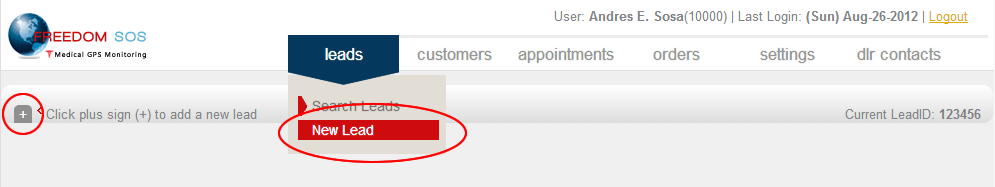 User: Andres E. Sosa(10000) | Last Login: (Sun) Aug-26-2012 | Logout
FREEDOM SOS
Medical GPS Monitoring
leads customers appointments orders settings dlr contacts
Search Leads
+ Click plus sign (+) to add a new lead
Current LeadID: 123456
New Lead